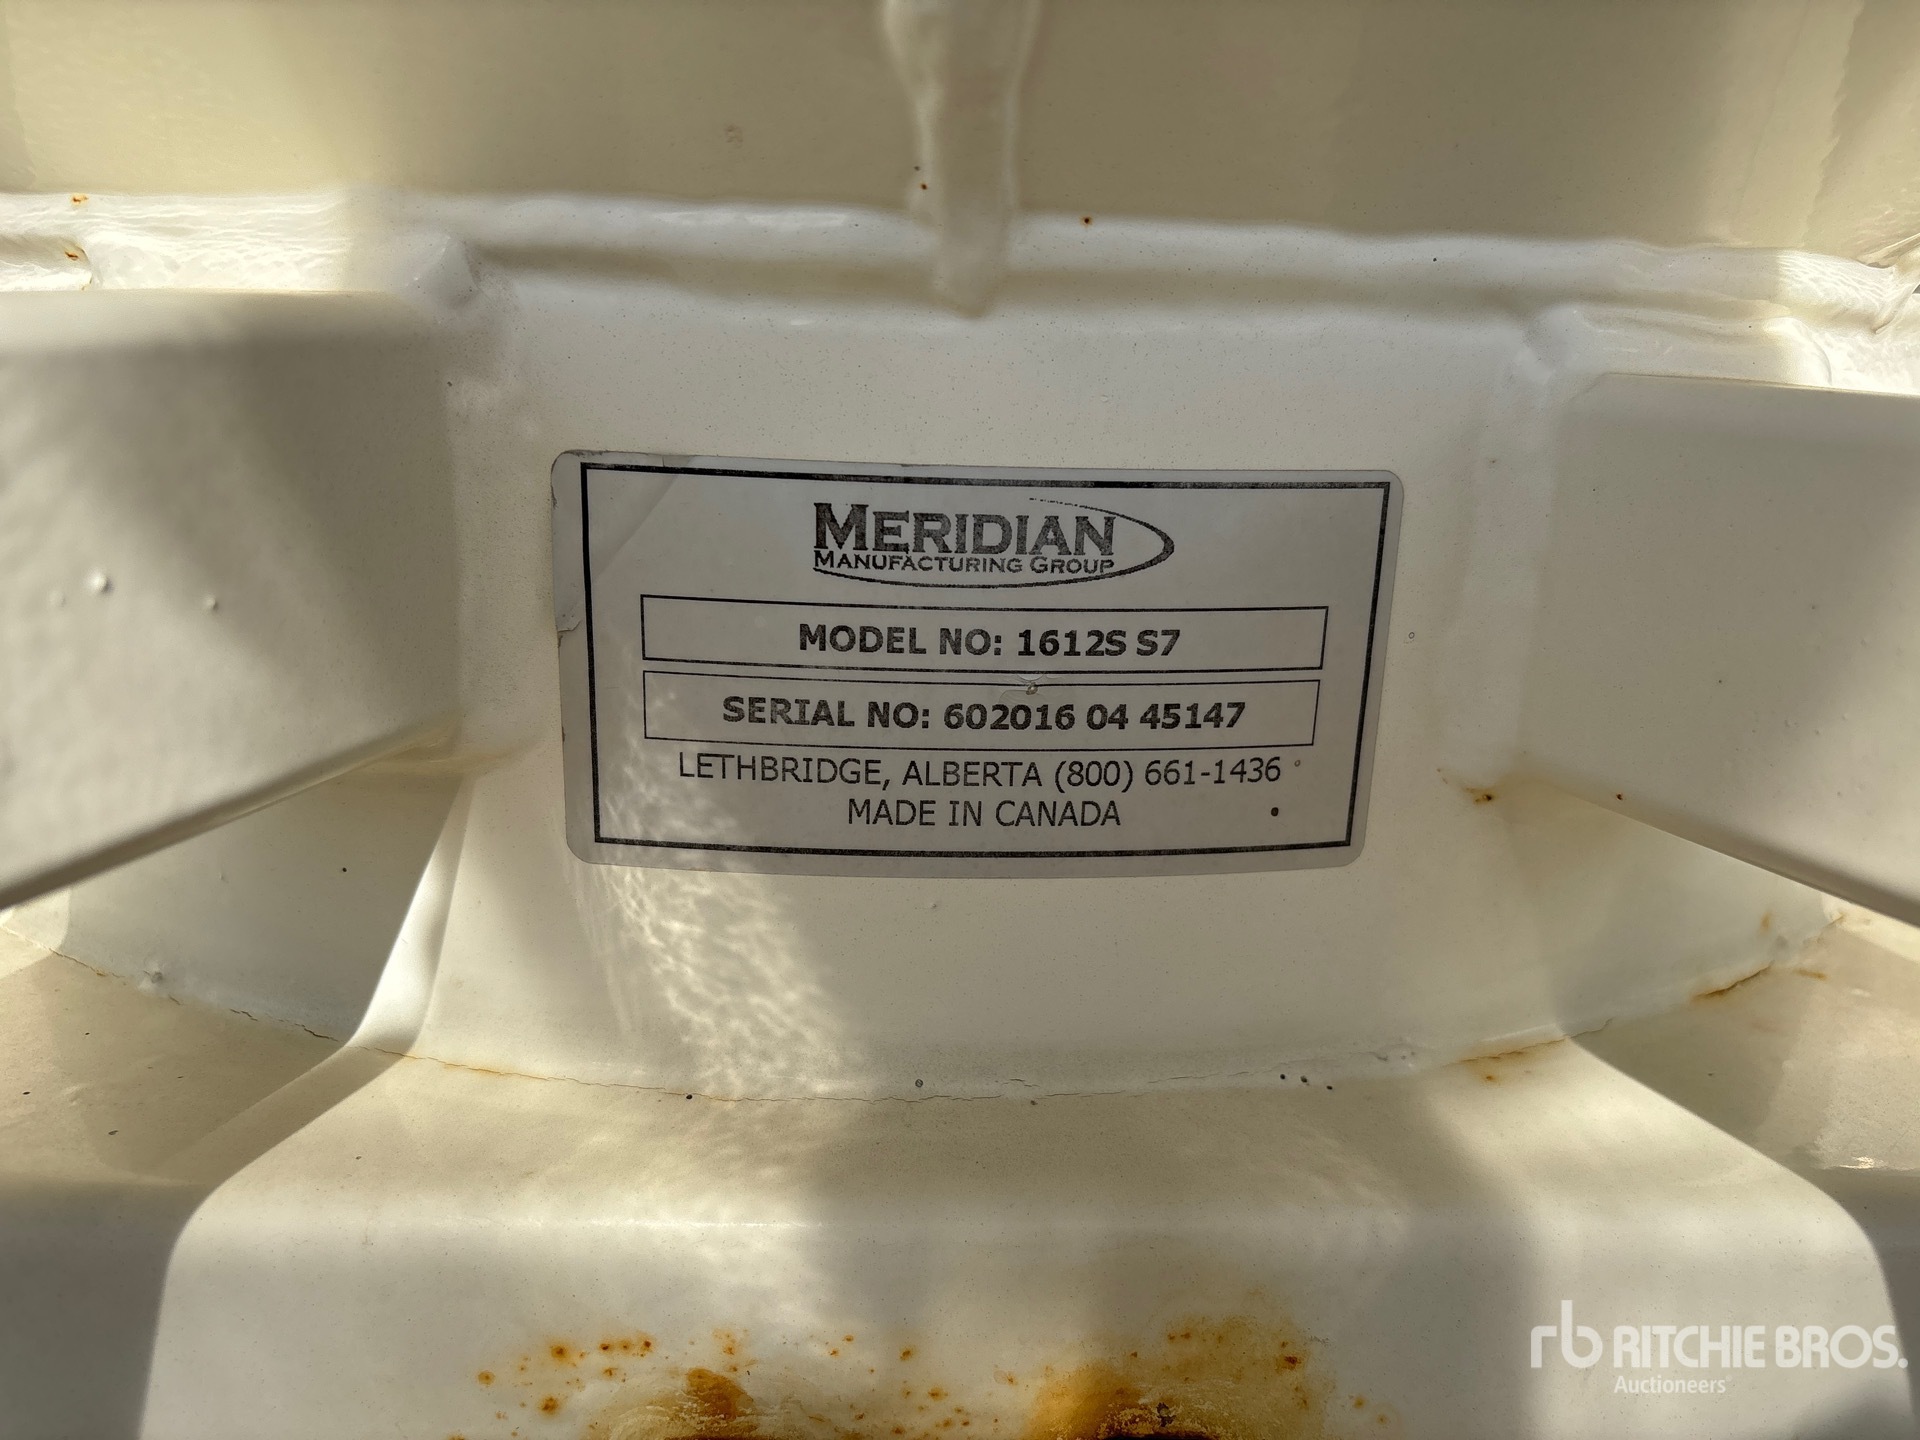 MERIDIAN
MANUFACTURING GROUP
MODEL NO: 1612S S7
SERIAL NO: 602016 04 45147
LETHBRIDGE, ALBERTA (800) 661-1436
MADE IN CANADA
rb RITCHIE BROS.
Auctioneers